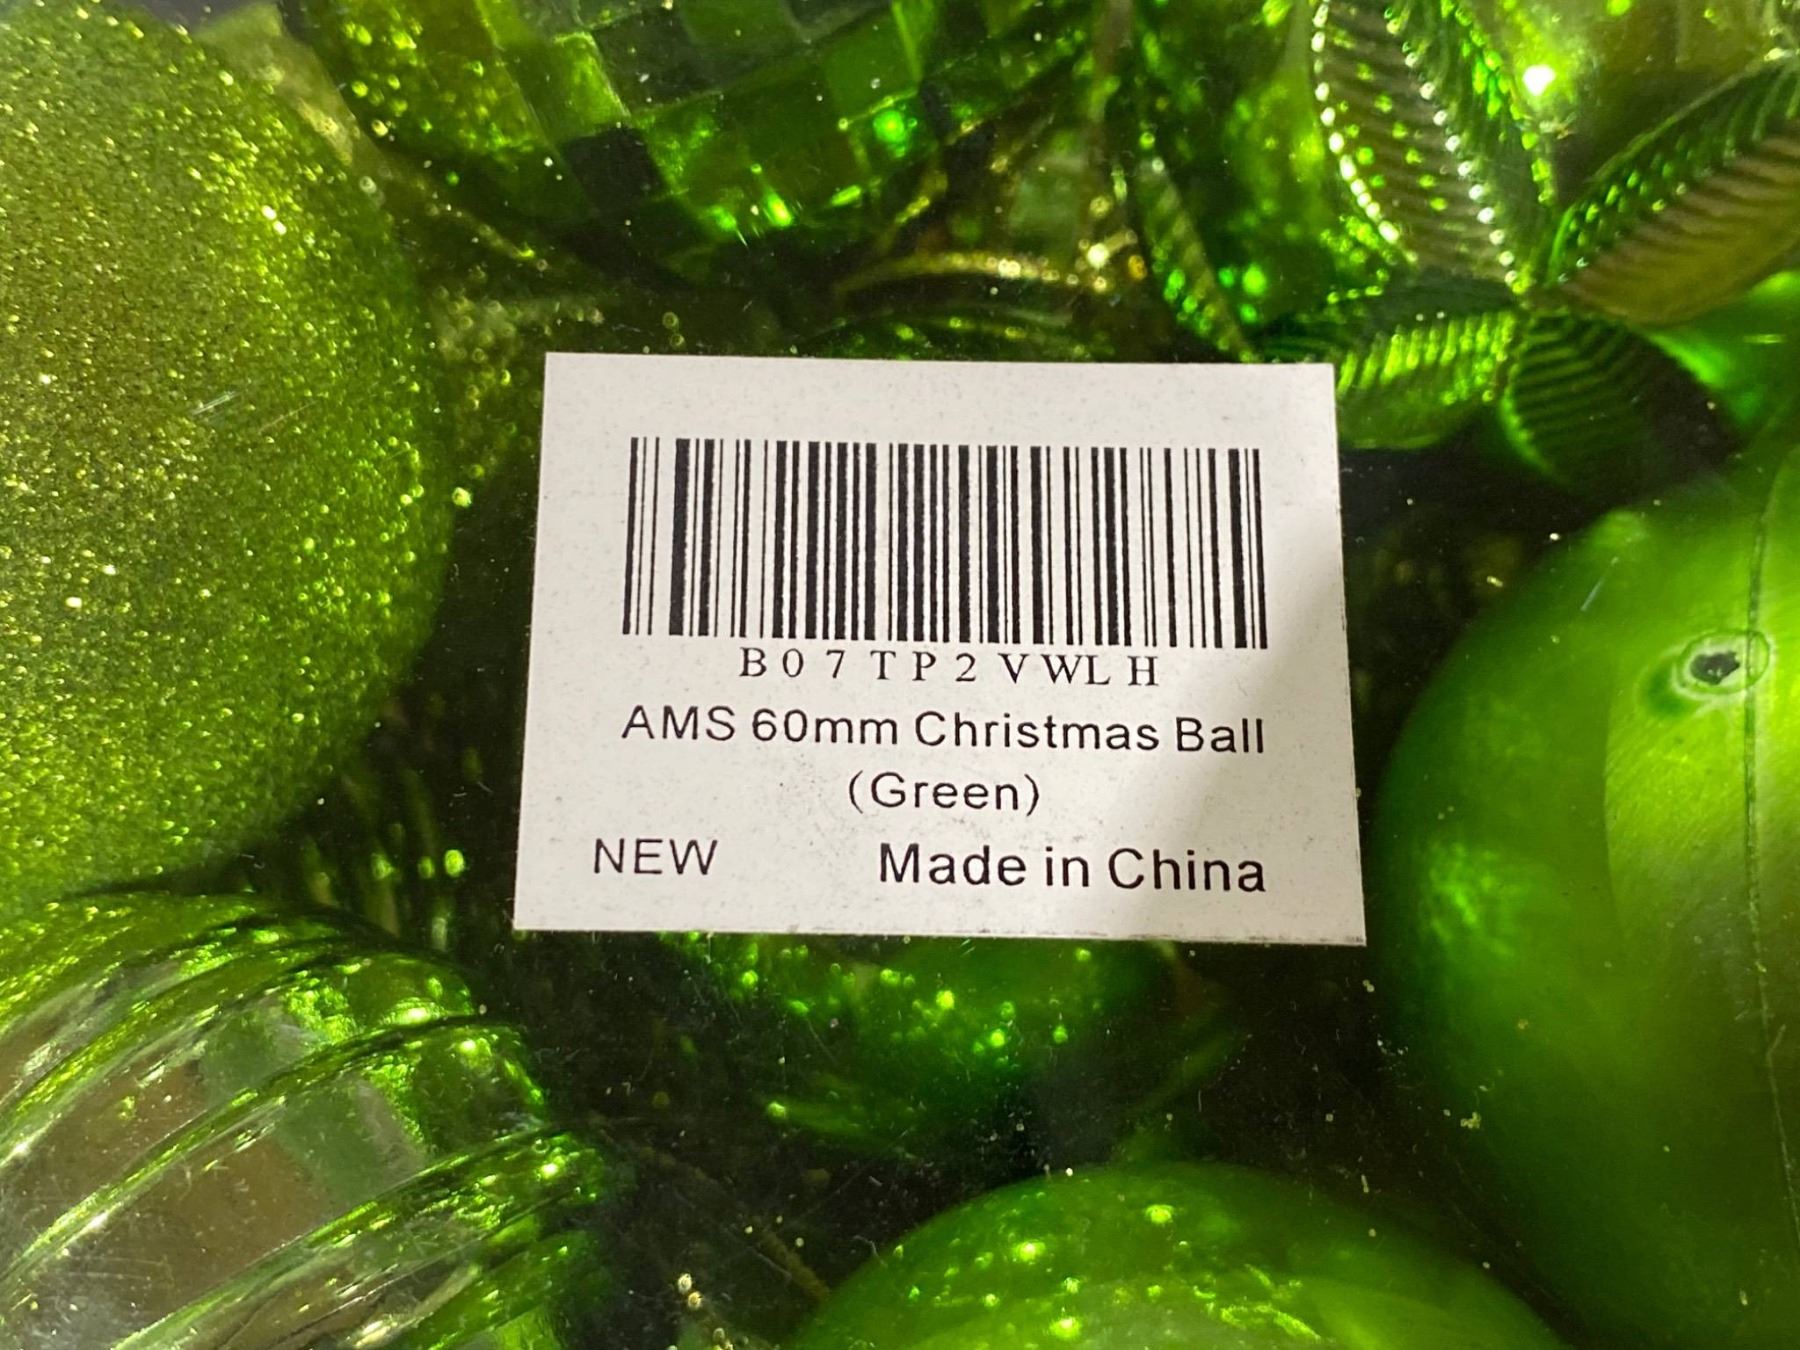 B07TP2VWLH
AMS 60mm Christmas Ball
(Green)
NEW Made in China